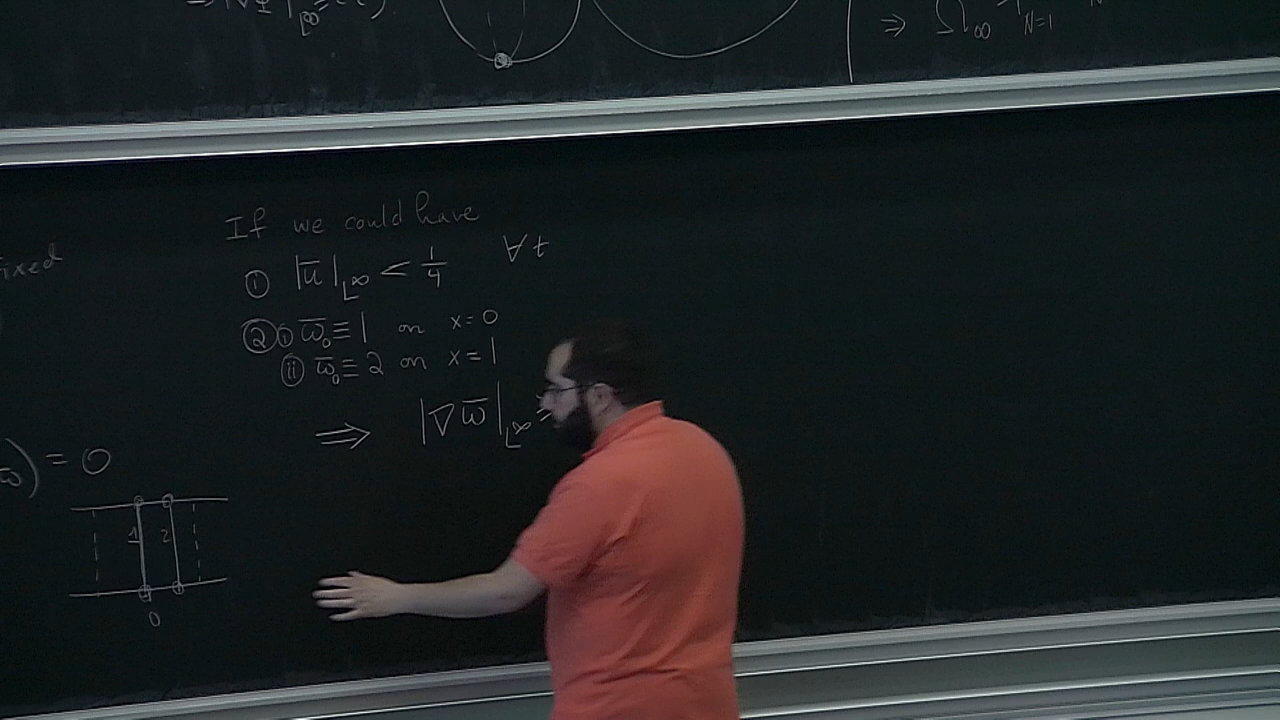 ⇒ Ω_∞ N=1 N
fixed
If we could have
① |ū|_{L^∞} < 1/4 ∀ t
② ⓘ ω̄₀ ≡ 1 on x=0
ⓘⓘ ω̄₀ ≡ 2 on x=1
⇒ |∇ω̄|_{L^∞} ≥
ω̄) = 0
1 2
0